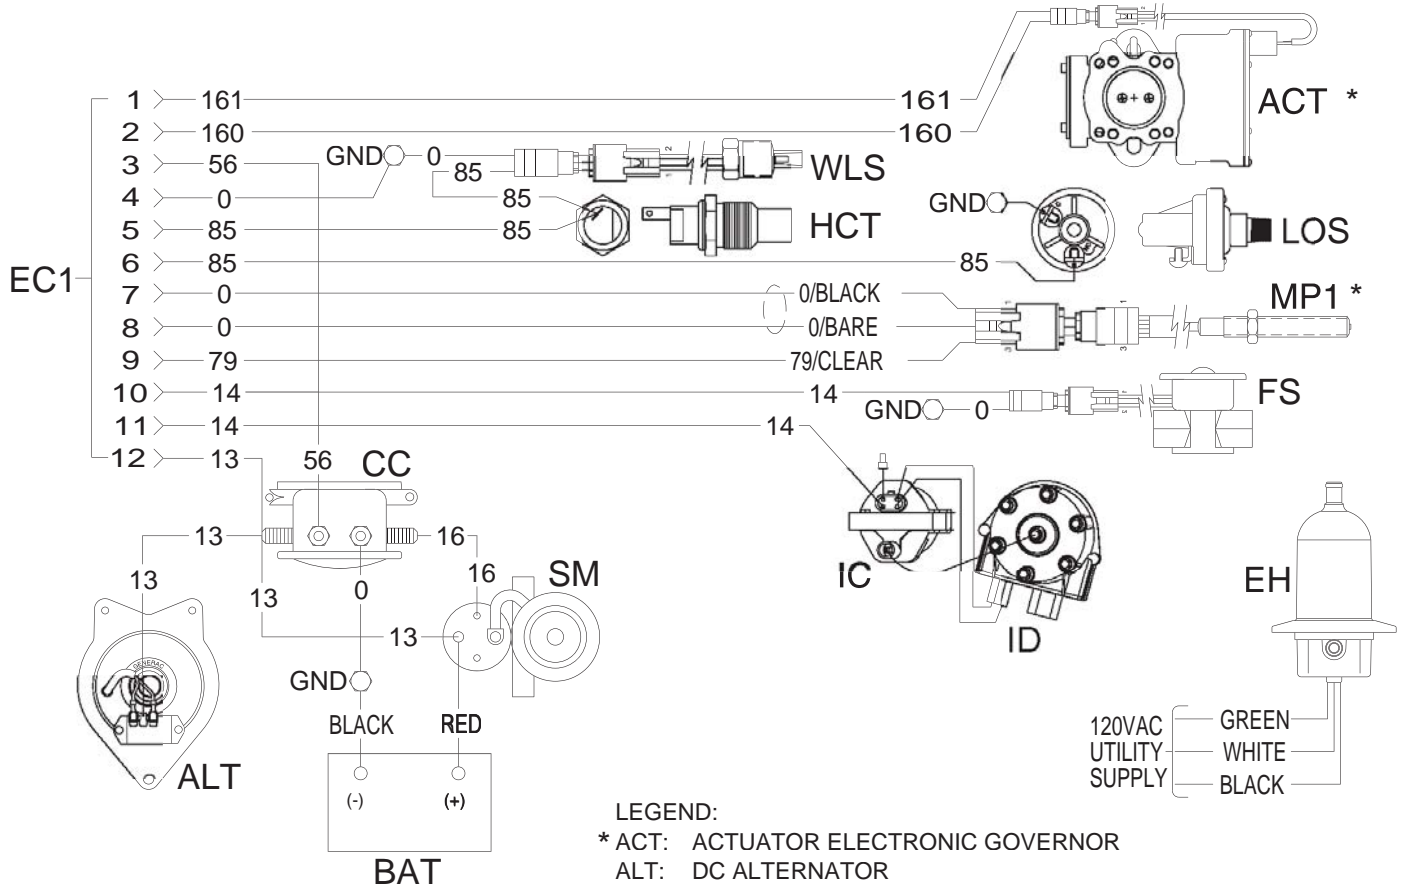 1 161 161 ACT *
2 160 160
3 56 GND 0 85 WLS
4 0 85 GND
5 85 85 HCT LOS
EC1 6 85 85
7 0 0/BLACK MP1 *
8 0 0/BARE
9 79 79/CLEAR
10 14 14 FS
GND 0
11 14 14
12 13 56 CC
13 16
13 13 0 16 SM IC ID EH
13
GENERAC
GND
BLACK RED
ALT
(-) (+)
BAT
120VAC GREEN
UTILITY WHITE
SUPPLY BLACK
LEGEND:
* ACT: ACTUATOR ELECTRONIC GOVERNOR
ALT: DC ALTERNATOR